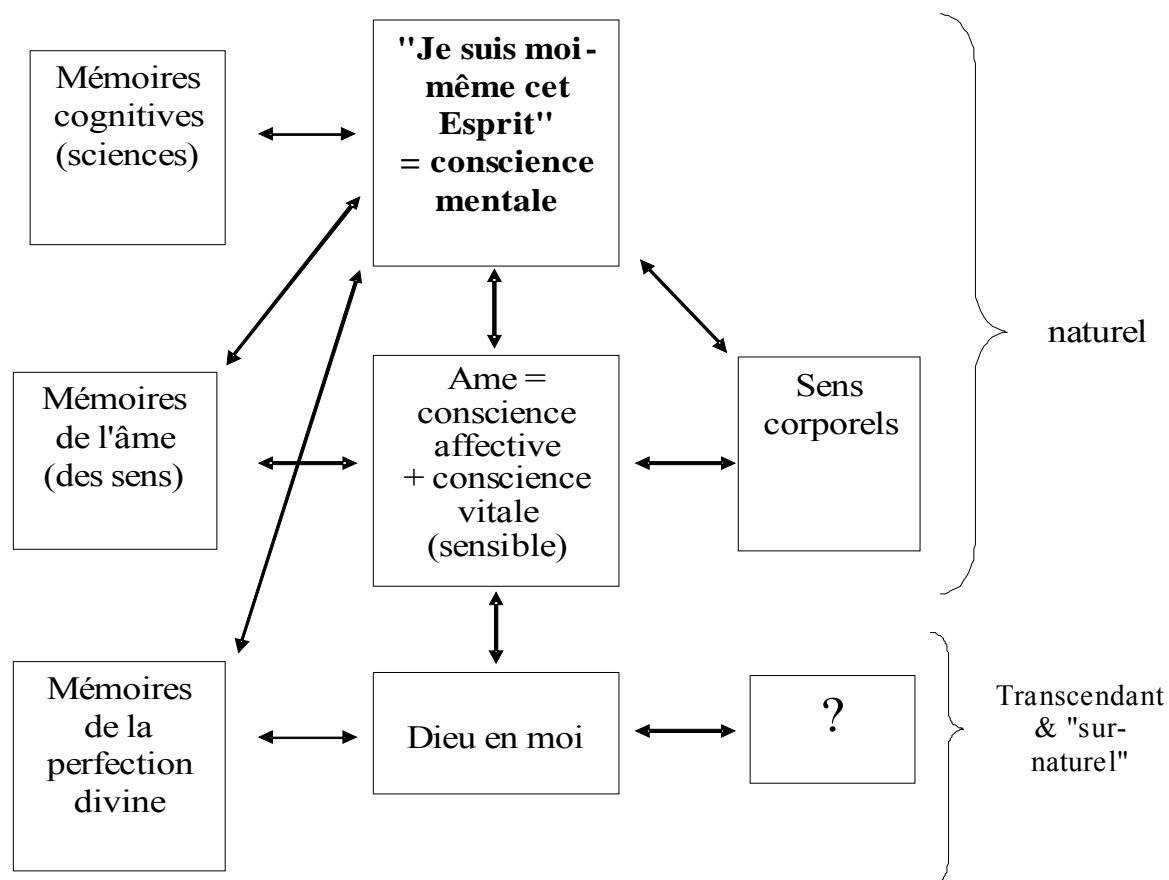 Mémoires
cognitives
(sciences)
"Je suis moi-
même cet
Esprit"
= conscience
mentale
naturel
Mémoires
de l'âme
(des sens)
Ame =
conscience
affective
+ conscience
vitale
(sensible)
Sens
corporels
Mémoires
de la
perfection
divine
Dieu en moi
?
Transcendant
& "sur-
naturel"